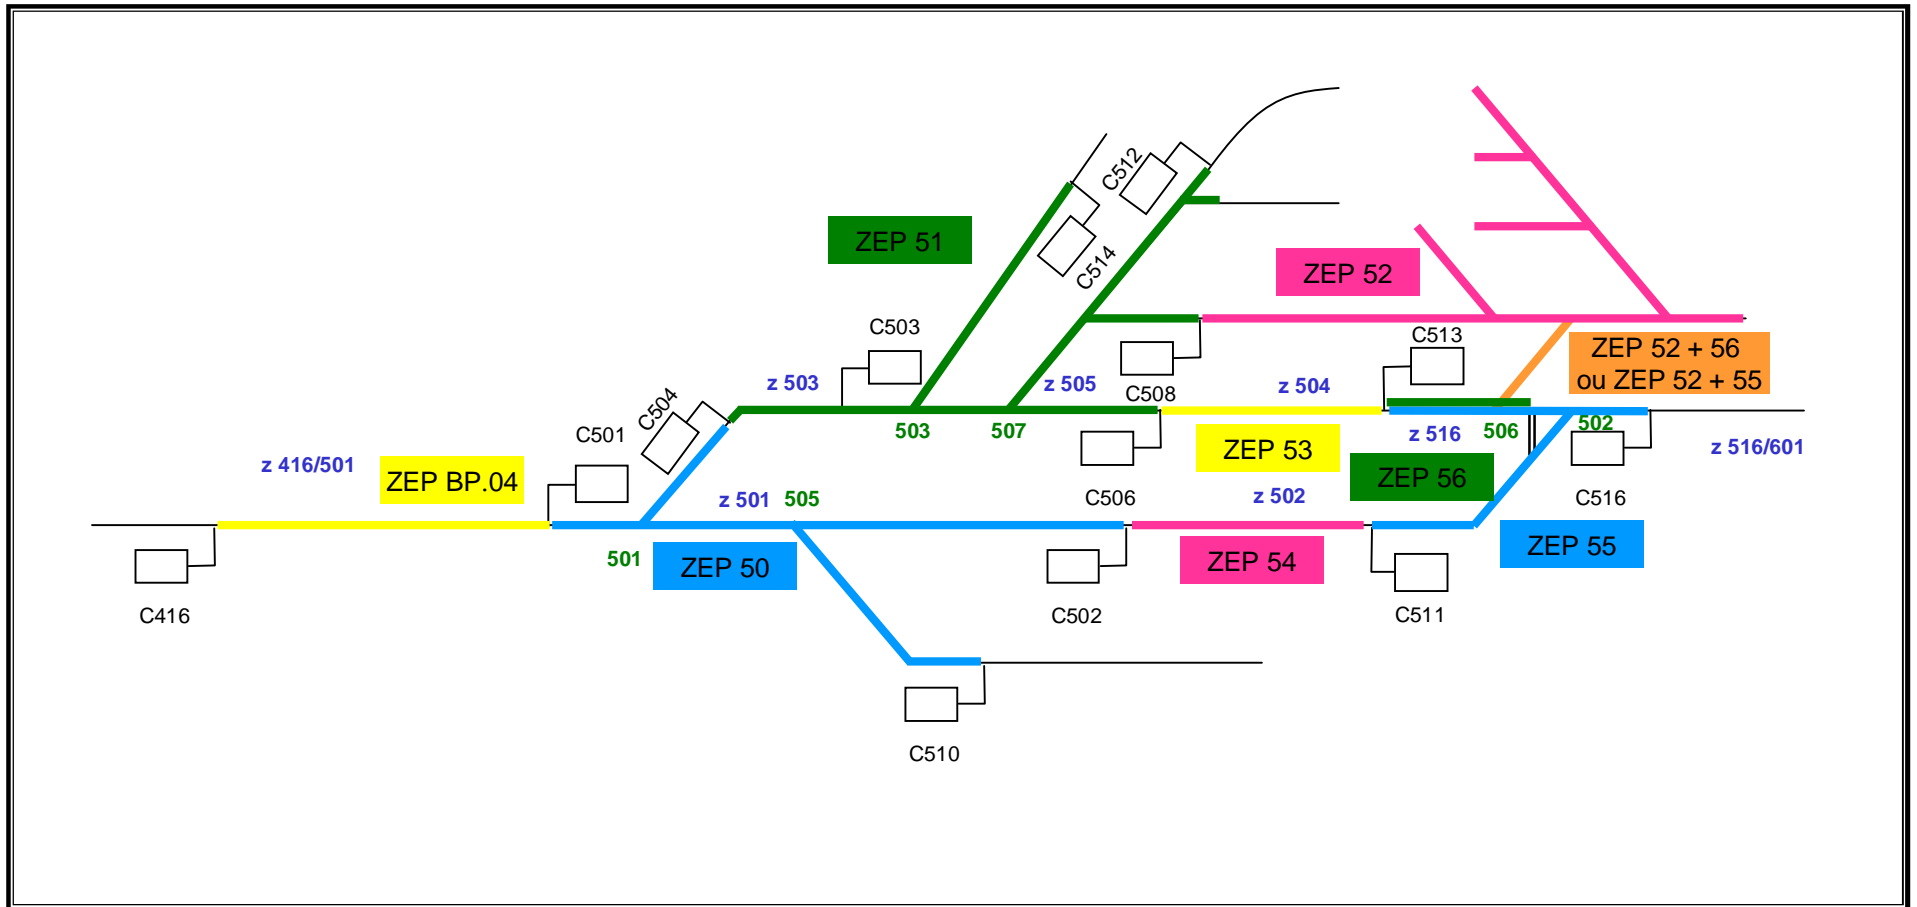 C512
ZEP 51
C514
ZEP 52
C503
C513
ZEP 52 + 56
ou ZEP 52 + 55
z 503
z 505
C508
z 504
C504
C501
503
507
z 516
506
502
z 416/501
ZEP BP.04
ZEP 53
ZEP 56
z 516/601
z 501
505
C506
z 502
C516
501
ZEP 50
ZEP 54
ZEP 55
C416
C502
C511
C510